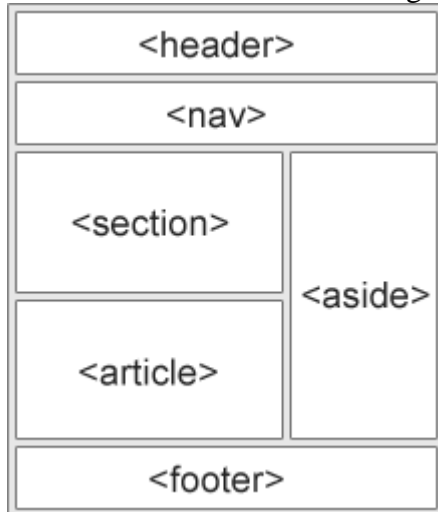 <header>
<nav>
<section>
<aside>
<article>
<footer>